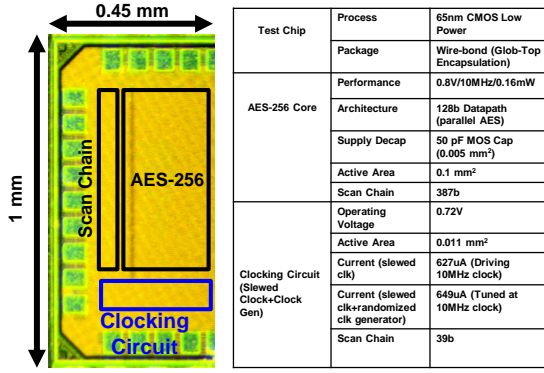 0.45 mm
1 mm
Scan Chain
AES-256
Clocking
Circuit
Test Chip
Process
65nm CMOS Low
Power
Package
Wire-bond (Glob-Top
Encapsulation)
AES-256 Core
Performance
0.8V/10MHz/0.16mW
Architecture
128b Datapath
(parallel AES)
Supply Decap
50 pF MOS Cap
(0.005 mm²)
Active Area
0.1 mm²
Scan Chain
387b
Clocking Circuit
(Slewed
Clock+Clock
Gen)
Operating
Voltage
0.72V
Active Area
0.011 mm²
Current (slewed
clk)
627uA (Driving
10MHz clock)
Current (slewed
clk+randomized
clk generator)
649uA (Tuned at
10MHz clock)
Scan Chain
39b